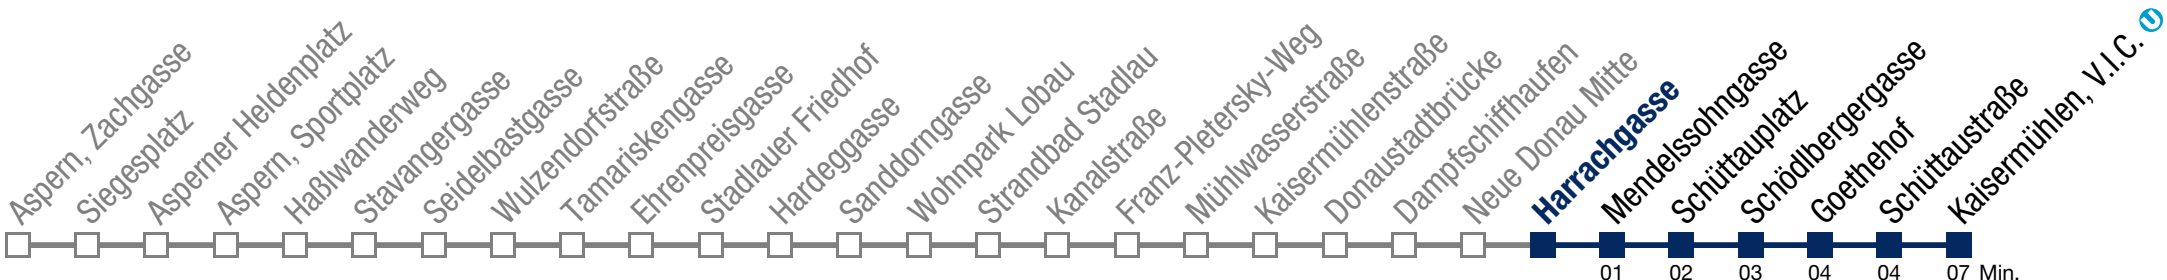 Aspern, Zachgasse
Siegesplatz
Asperner Heldenplatz
Aspern, Sportplatz
Haßlwanderweg
Stavangergasse
Seidelbastgasse
Wulzendorfstraße
Tamariskengasse
Ehrenpreisgasse
Stadlauer Friedhof
Hardeggasse
Sanddorngasse
Wohnpark Lobau
Strandbad Stadlau
Kanalstraße
Franz-Pletersky-Weg
Mühlwasserstraße
Kaisermühlenstraße
Donaustadtbrücke
Dampfschiffhaufen
Neue Donau Mitte
Harrachgasse
Mendelssohngasse
Schüttauplatz
Schödlbergergasse
Goethehof
Schüttaustraße
Kaisermühlen, V.I.C. U
01 02 03 04 04 07 Min.